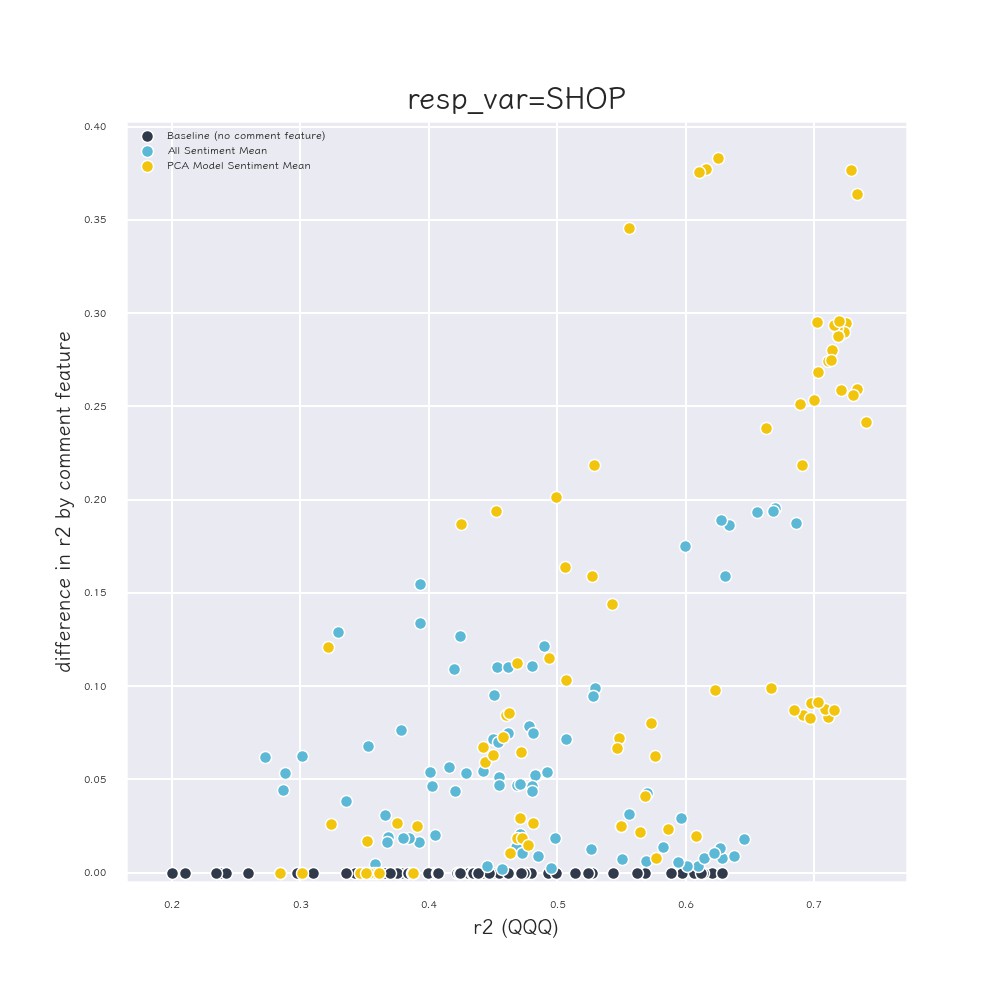 resp_var=SHOP
Baseline (no comment feature)
All Sentiment Mean
PCA Model Sentiment Mean
difference in r2 by comment feature
0.40
0.35
0.30
0.25
0.20
0.15
0.10
0.05
0.00
0.2 0.3 0.4 0.5 0.6 0.7
r2 (QQQ)